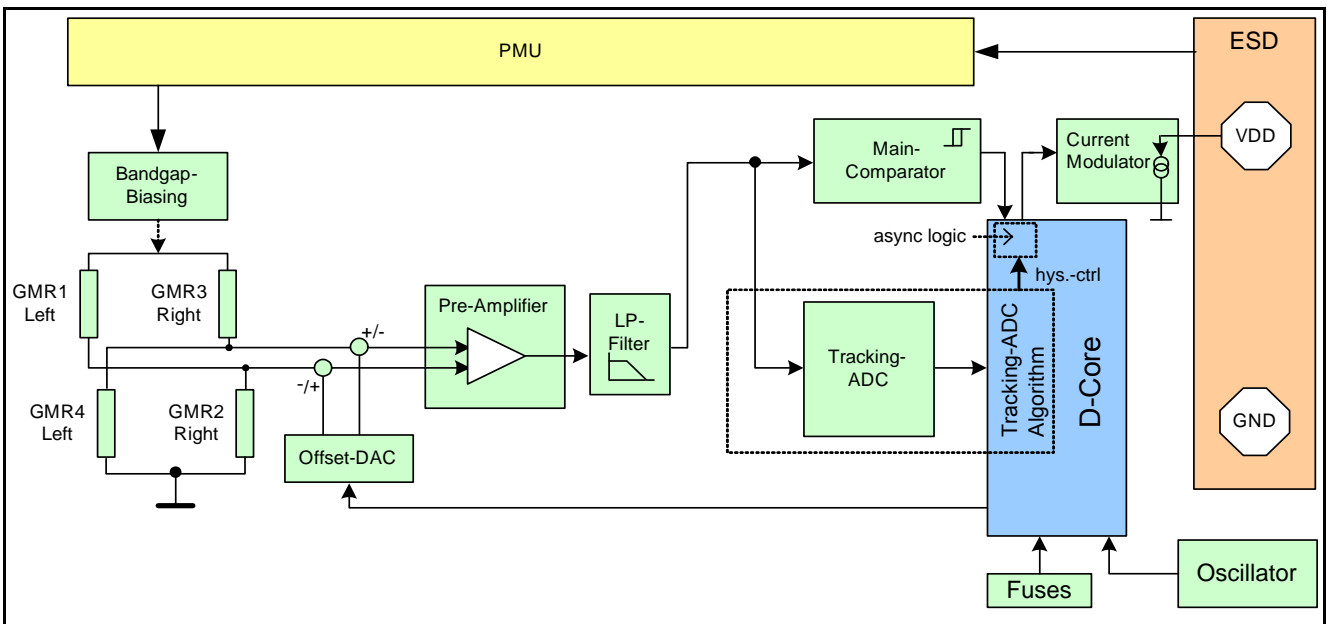 PMU
ESD
VDD
GND
Bandgap-
Biasing
GMR1
Left
GMR3
Right
GMR4
Left
GMR2
Right
+/-
-/+
Offset-DAC
Pre-Amplifier
LP-
Filter
Main-
Comparator
Current
Modulator
async logic
hys.-ctrl
Tracking-
ADC
Tracking-ADC
Algorithm
D-Core
Fuses
Oscillator